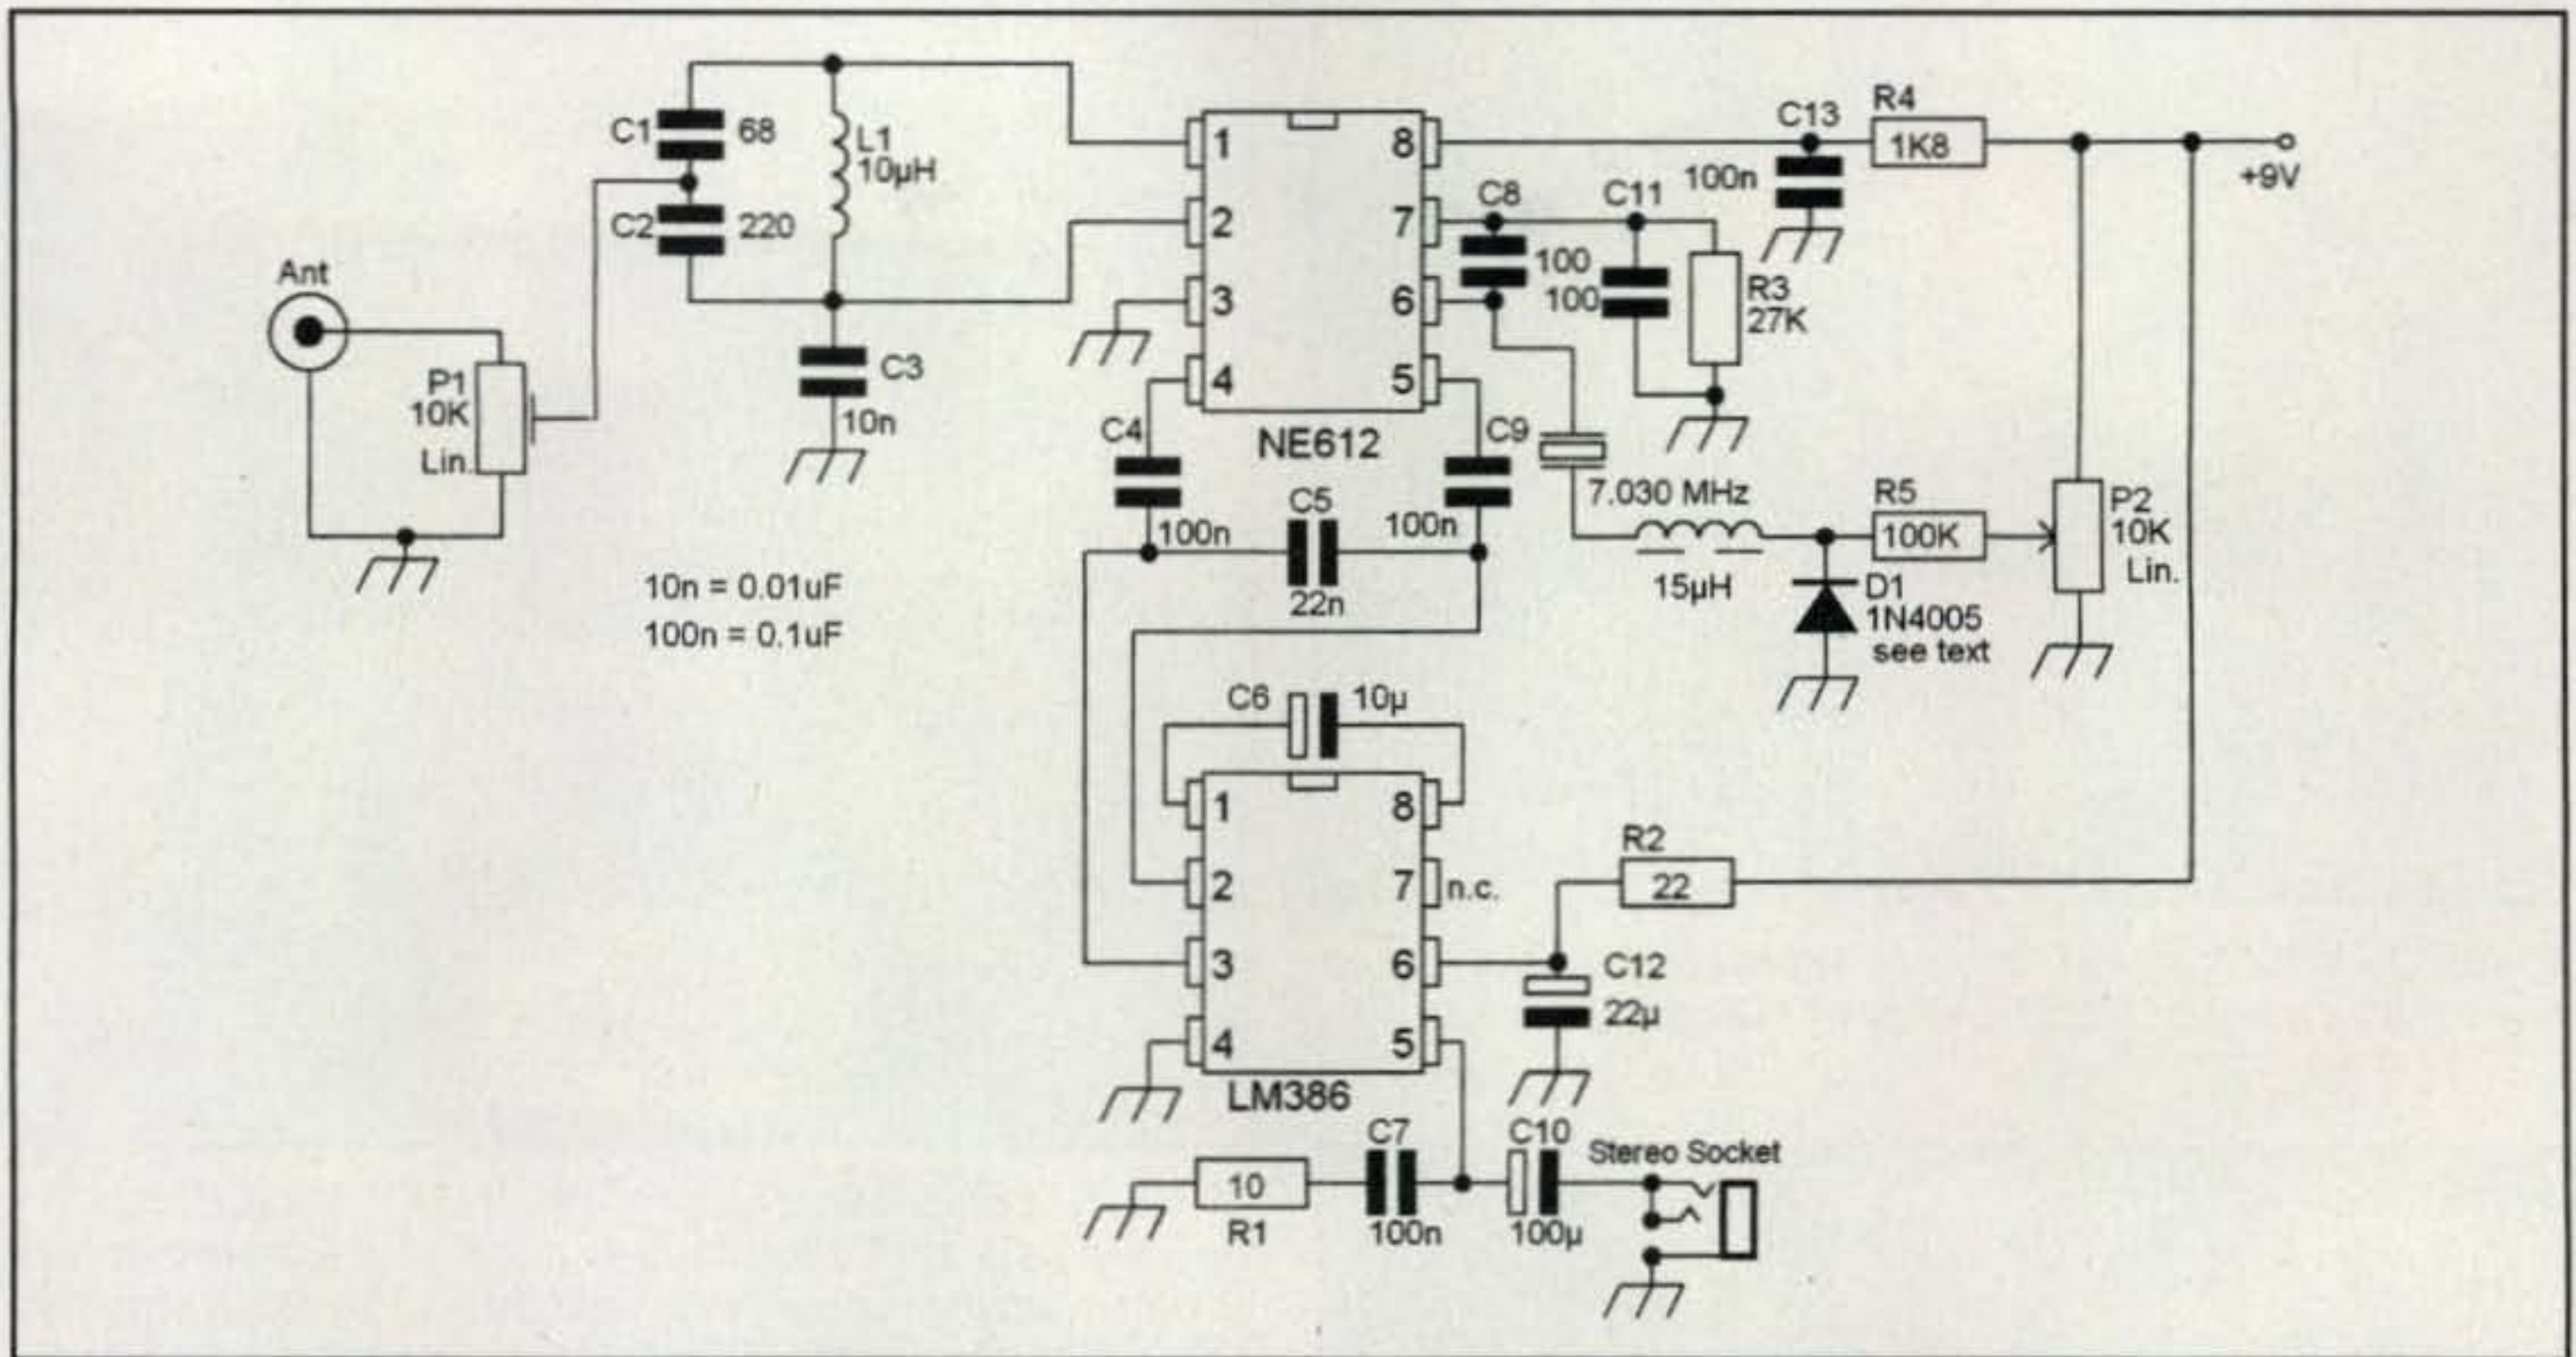 Ant
P1
10K
Lin.
C1
68
C2
220
L1
10µH
C3
10n
10n = 0.01uF
100n = 0.1uF
1
2
3
4
8
7
6
5
NE612
C4
100n
C5
22n
C9
100n
C8
100
C11
100
R3
27K
C13
100n
R4
1K8
+9V
7.030 MHz
15µH
R5
100K
P2
10K
Lin.
D1
1N4005
see text
C6
10µ
1
2
3
4
8
7
n.c.
6
5
LM386
R2
22
C12
22µ
10
R1
C7
100n
C10
100µ
Stereo Socket